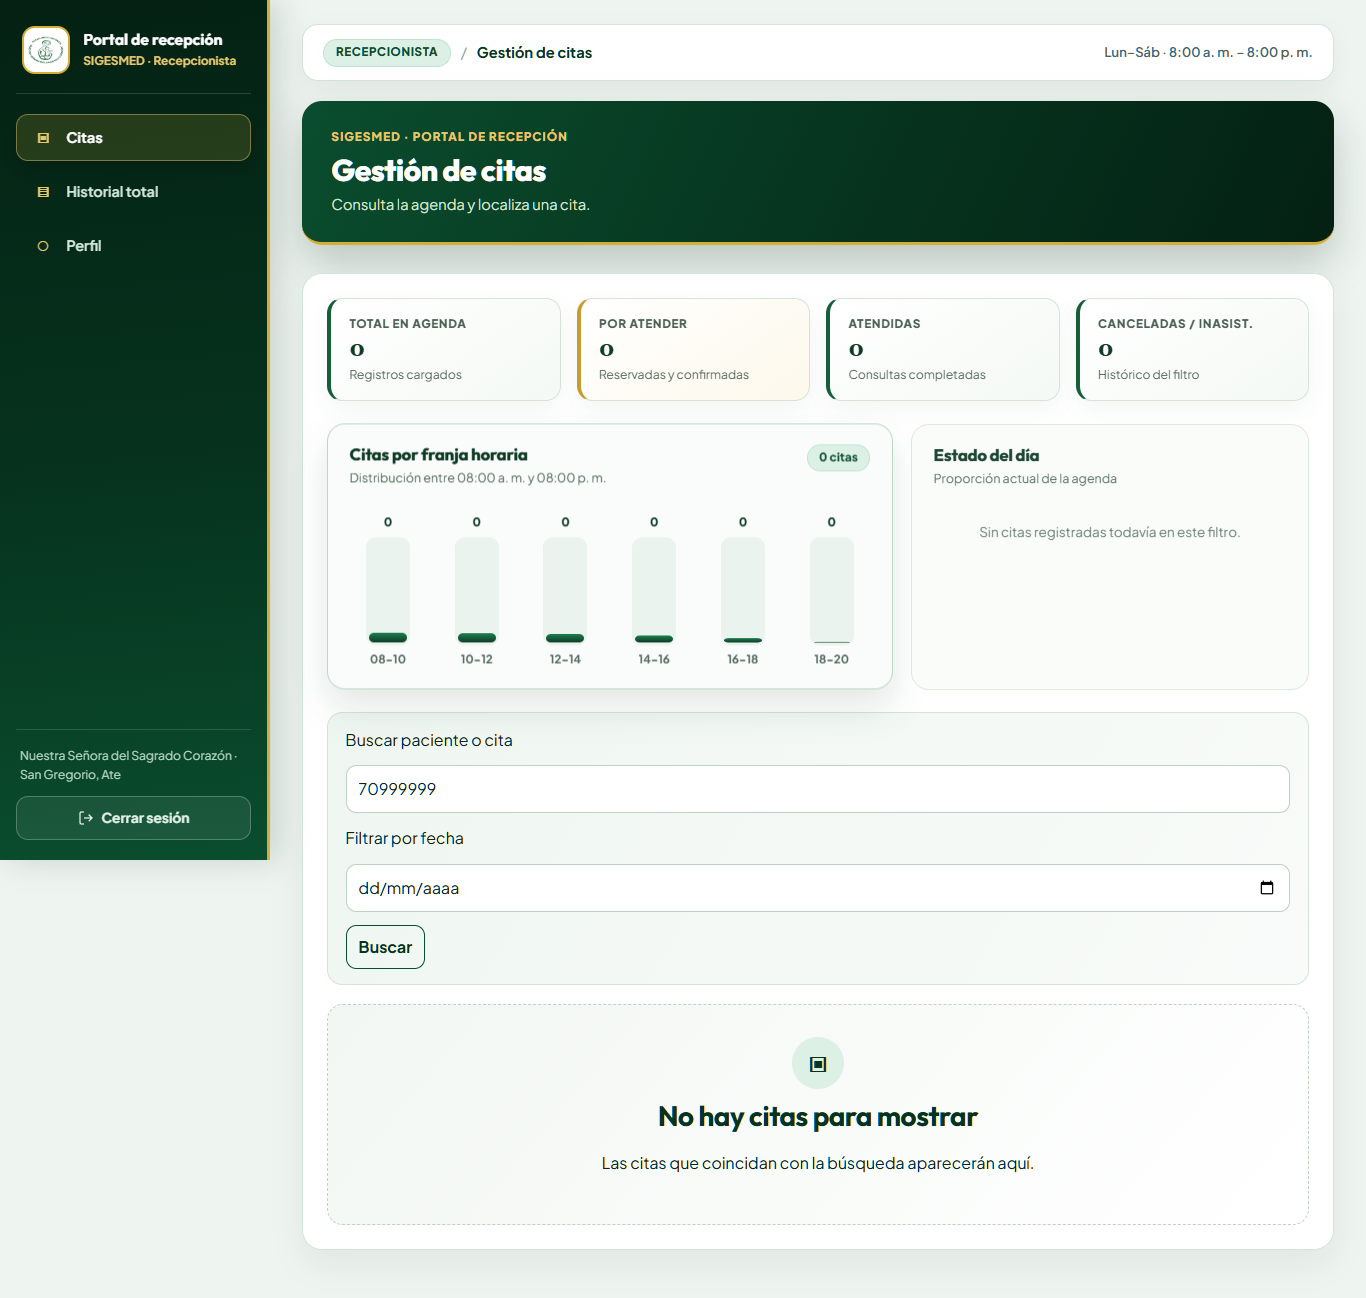 Portal de recepción
SIGESMED · Recepcionista
Citas
Historial total
Perfil
Nuestra Señora del Sagrado Corazón ·
San Gregorio, Ate
Cerrar sesión
RECEPCIONISTA / Gestión de citas
Lun–Sáb · 8:00 a. m. – 8:00 p. m.
SIGESMED · PORTAL DE RECEPCIÓN
Gestión de citas
Consulta la agenda y localiza una cita.
TOTAL EN AGENDA
0
Registros cargados
POR ATENDER
0
Reservadas y confirmadas
ATENDIDAS
0
Consultas completadas
CANCELADAS / INASIST.
0
Histórico del filtro
Citas por franja horaria
Distribución entre 08:00 a. m. y 08:00 p. m.
0 citas
0 0 0 0 0 0
08–10 10–12 12–14 14–16 16–18 18–20
Estado del día
Proporción actual de la agenda
Sin citas registradas todavía en este filtro.
Buscar paciente o cita
70999999
Filtrar por fecha
dd/mm/aaaa
Buscar
No hay citas para mostrar
Las citas que coincidan con la búsqueda aparecerán aquí.